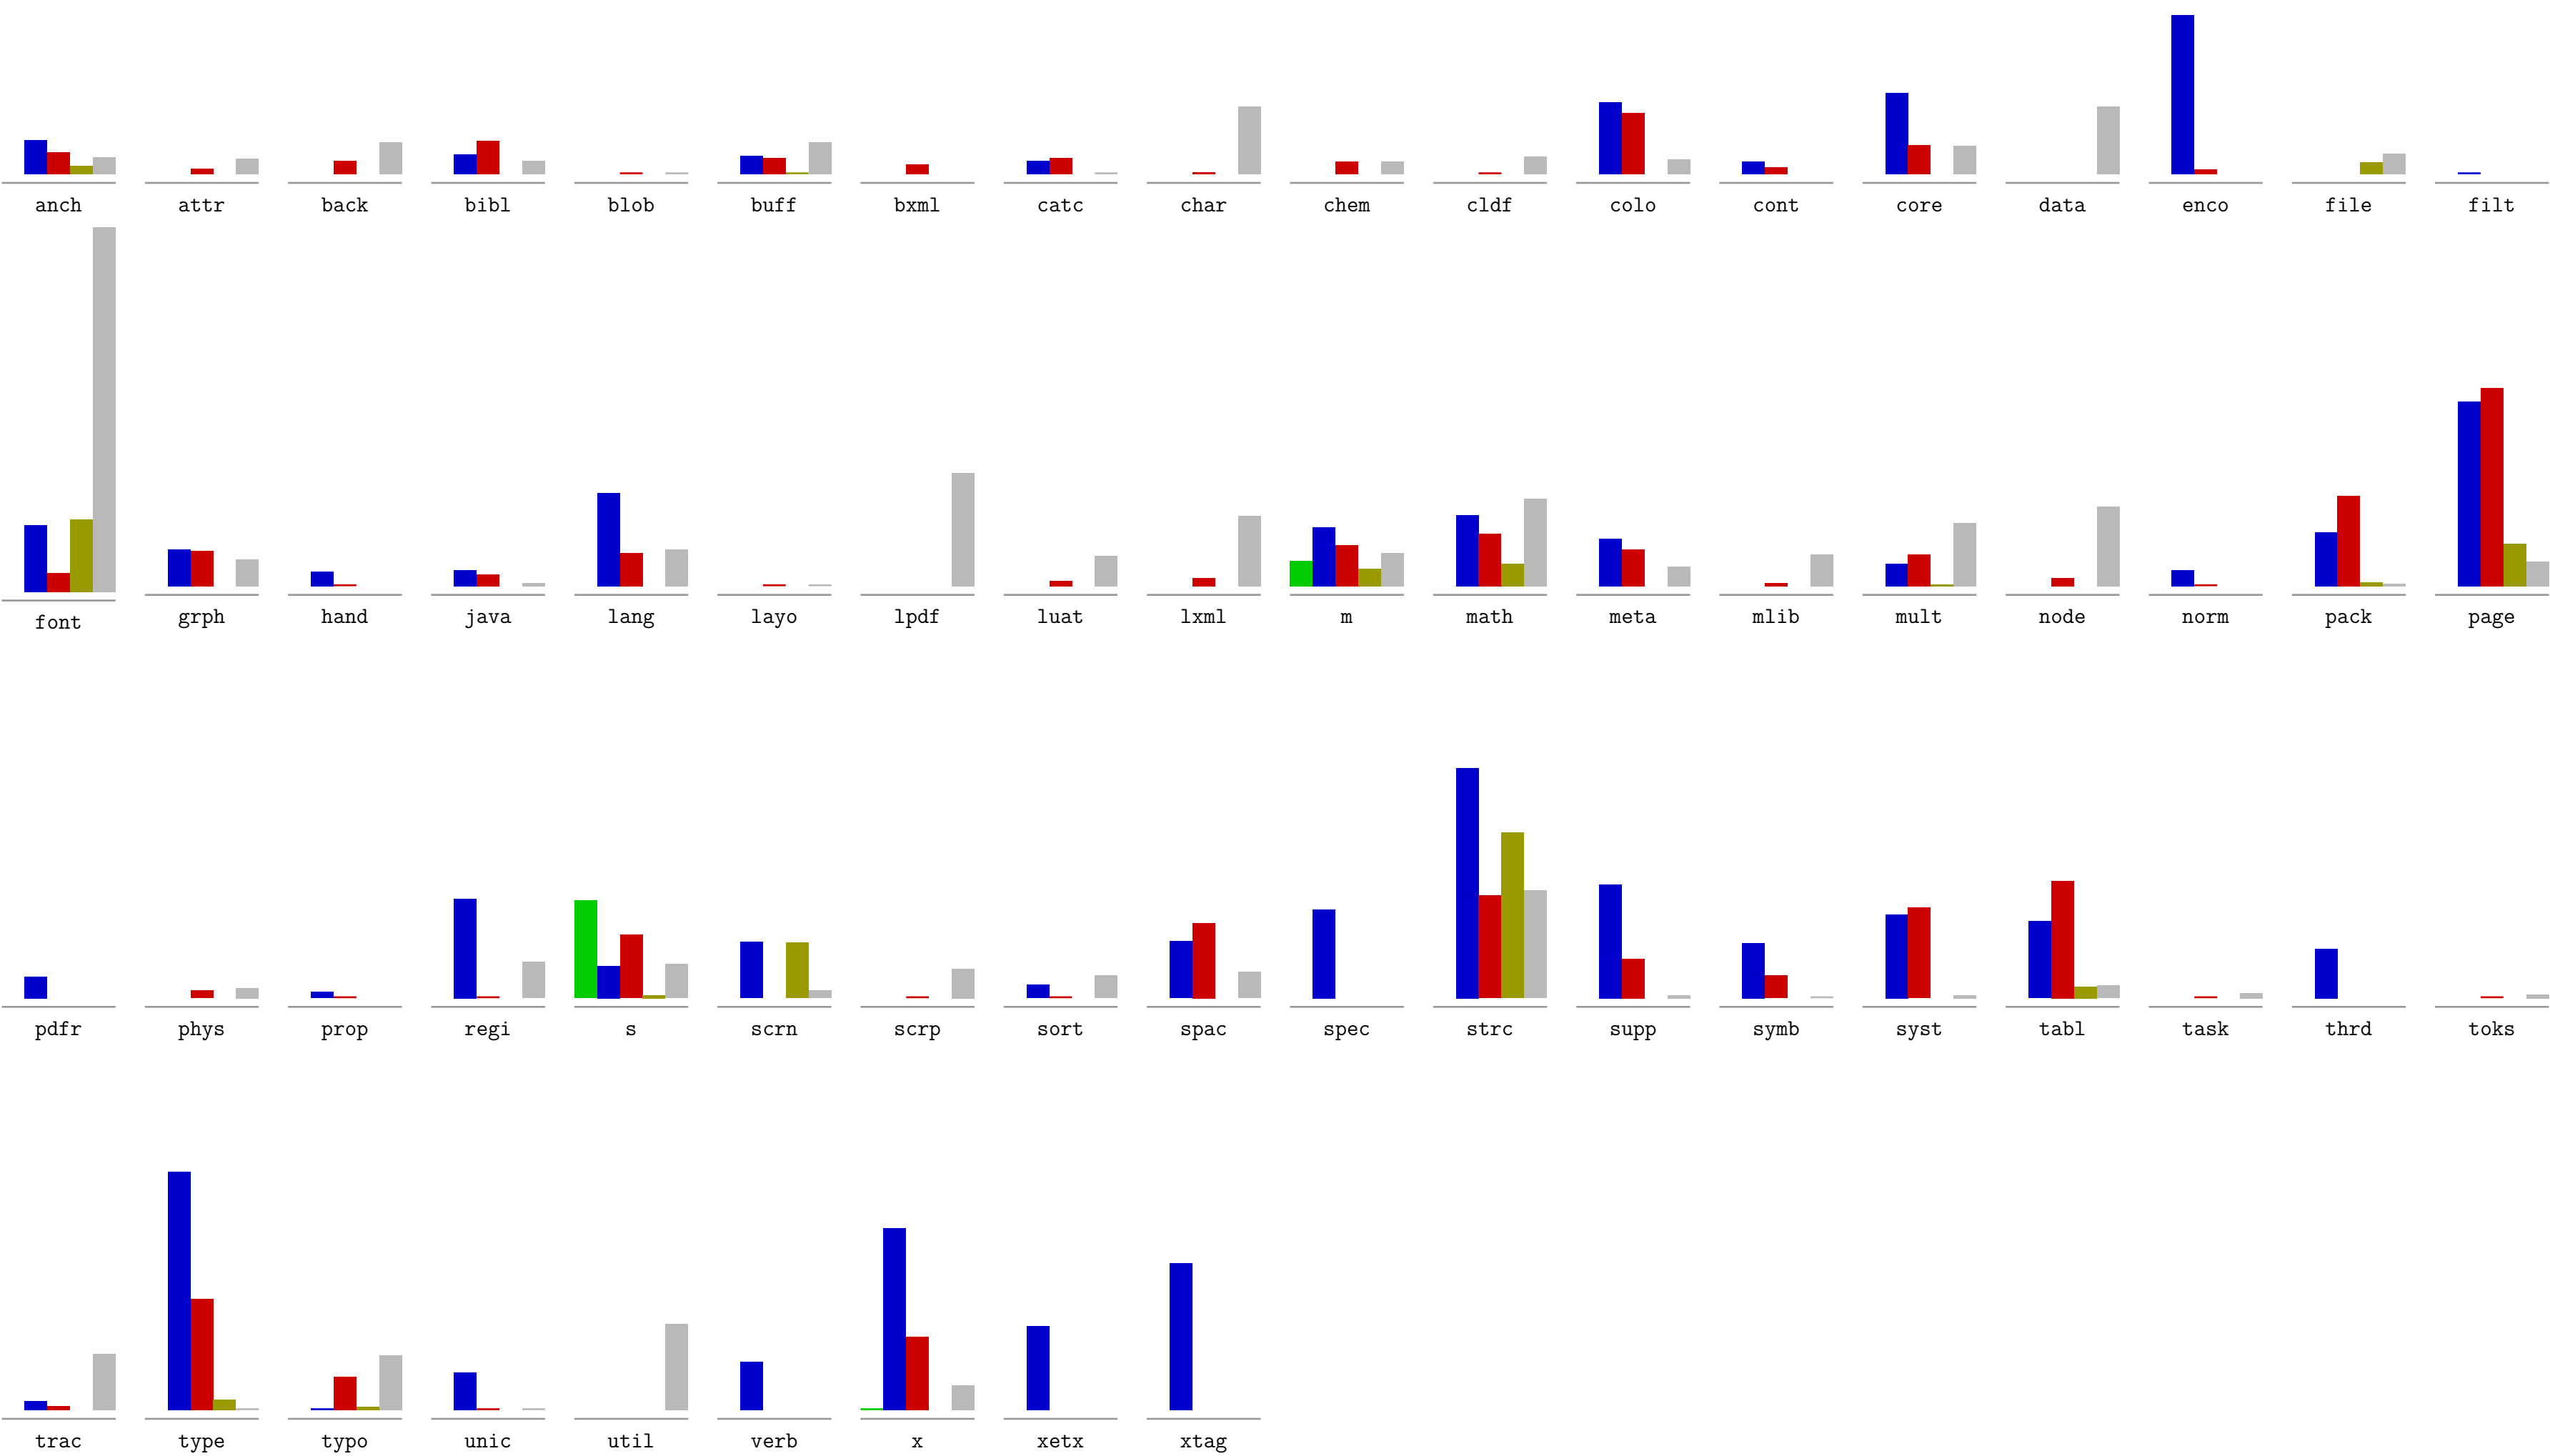 anch attr back bibl blob buff bxml catc char chem cldf colo cont core data enco file filt
font grph hand java lang layo lpdf luat lxml m math meta mlib mult node norm pack page
pdfr phys prop regi s scrn scrp sort spac spec strc supp symb syst tabl task thrd toks
trac type typo unic util verb x xetx xtag